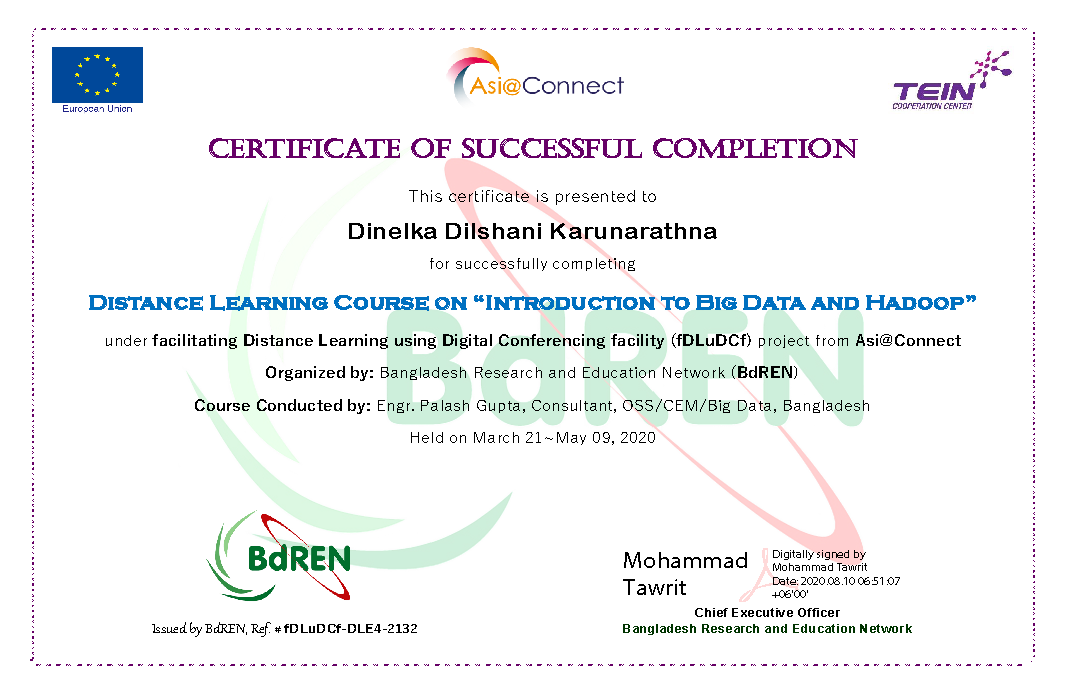 European Union
Asi@Connect
TEIN
COOPERATION CENTER
CERTIFICATE OF SUCCESSFUL COMPLETION
This certificate is presented to
Dinelka Dilshani Karunarathna
for successfully completing
DISTANCE LEARNING COURSE ON “INTRODUCTION TO BIG DATA AND HADOOP”
under facilitating Distance Learning using Digital Conferencing facility (fDLuDCf) project from Asi@Connect
Organized by: Bangladesh Research and Education Network (BdREN)
Course Conducted by: Engr. Palash Gupta, Consultant, OSS/CEM/Big Data, Bangladesh
Held on March 21~May 09, 2020
BdREN
BdREN
Issued by BdREN, Ref. # fDLuDCf-DLE4-2132
Mohammad
Tawrit
Digitally signed by
Mohammad Tawrit
Date: 2020.08.10 06:51:07
+06'00'
Chief Executive Officer
Bangladesh Research and Education Network